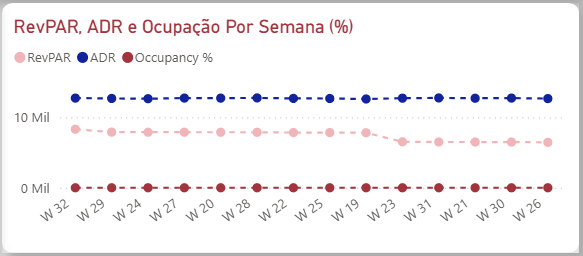 RevPAR, ADR e Ocupação Por Semana (%)
RevPAR ADR Occupancy %
10 Mil
0 Mil
W 32 W 29 W 24 W 27 W 20 W 28 W 22 W 25 W 19 W 23 W 31 W 21 W 30 W 26